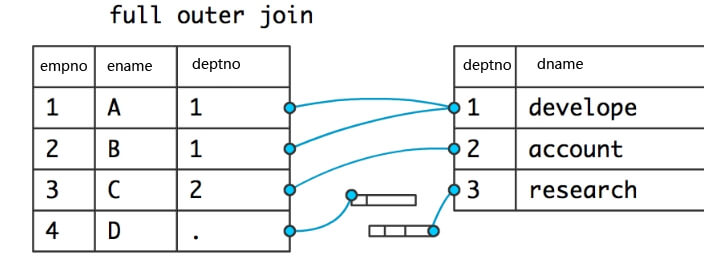 full outer join
empno ename deptno deptno dname
1 A 1 1 develope
2 B 1 2 account
3 C 2 3 research
4 D .